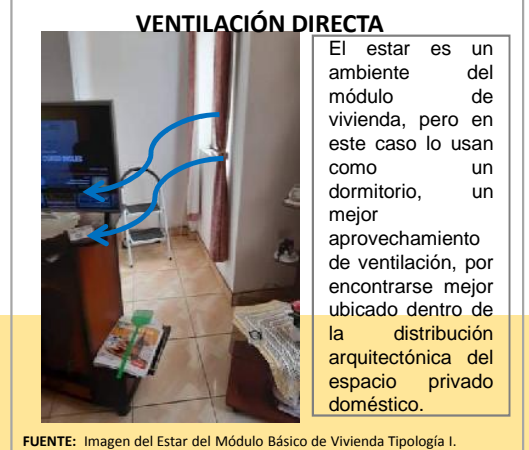 VENTILACIÓN DIRECTA
El estar es un
ambiente del
módulo de
vivienda, pero en
este caso lo usan
como un
dormitorio, un
mejor
aprovechamiento
de ventilación, por
encontrarse mejor
ubicado dentro de
la distribución
arquitectónica del
espacio privado
doméstico.
FUENTE: Imagen del Estar del Módulo Básico de Vivienda Tipología I.